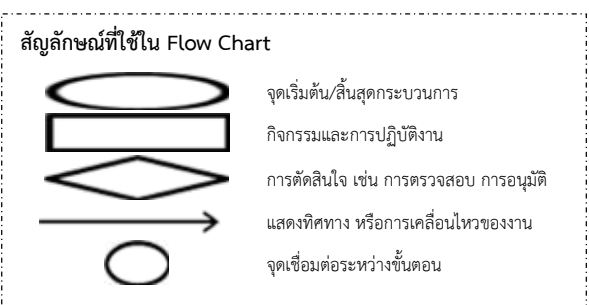 สัญลักษณ์ที่ใช้ใน Flow Chart
จุดเริ่มต้น/สิ้นสุดกระบวนการ
กิจกรรมและการปฏิบัติงาน
การตัดสินใจ เช่น การตรวจสอบ การอนุมัติ
แสดงทิศทาง หรือการเคลื่อนไหวของงาน
จุดเชื่อมต่อระหว่างขั้นตอน